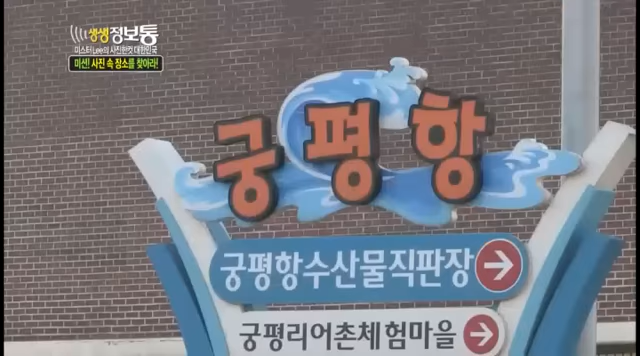 생생정보통
미스터 Lee의 사진한컷 대한민국
미션! 사진 속 장소를 찾아라!
궁평항
궁평항수산물직판장
궁평리어촌체험마을